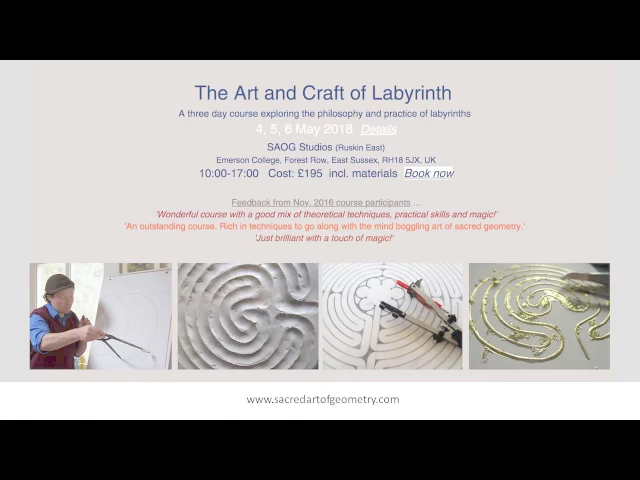 The Art and Craft of Labyrinth
A three day course exploring the philosophy and practice of labyrinths
4, 5, 6 May 2018 Details
SAOG Studios (Ruskin East)
Emerson College, Forest Row, East Sussex, RH18 5JX, UK
10:00-17:00 Cost: £195 incl. materials Book now
Feedback from Nov. 2016 course participants ...
'Wonderful course with a good mix of theoretical techniques, practical skills and magic!'
'An outstanding course. Rich in techniques to go along with the mind boggling art of sacred geometry.'
'Just brilliant with a touch of magic!'
www.sacredartofgeometry.com